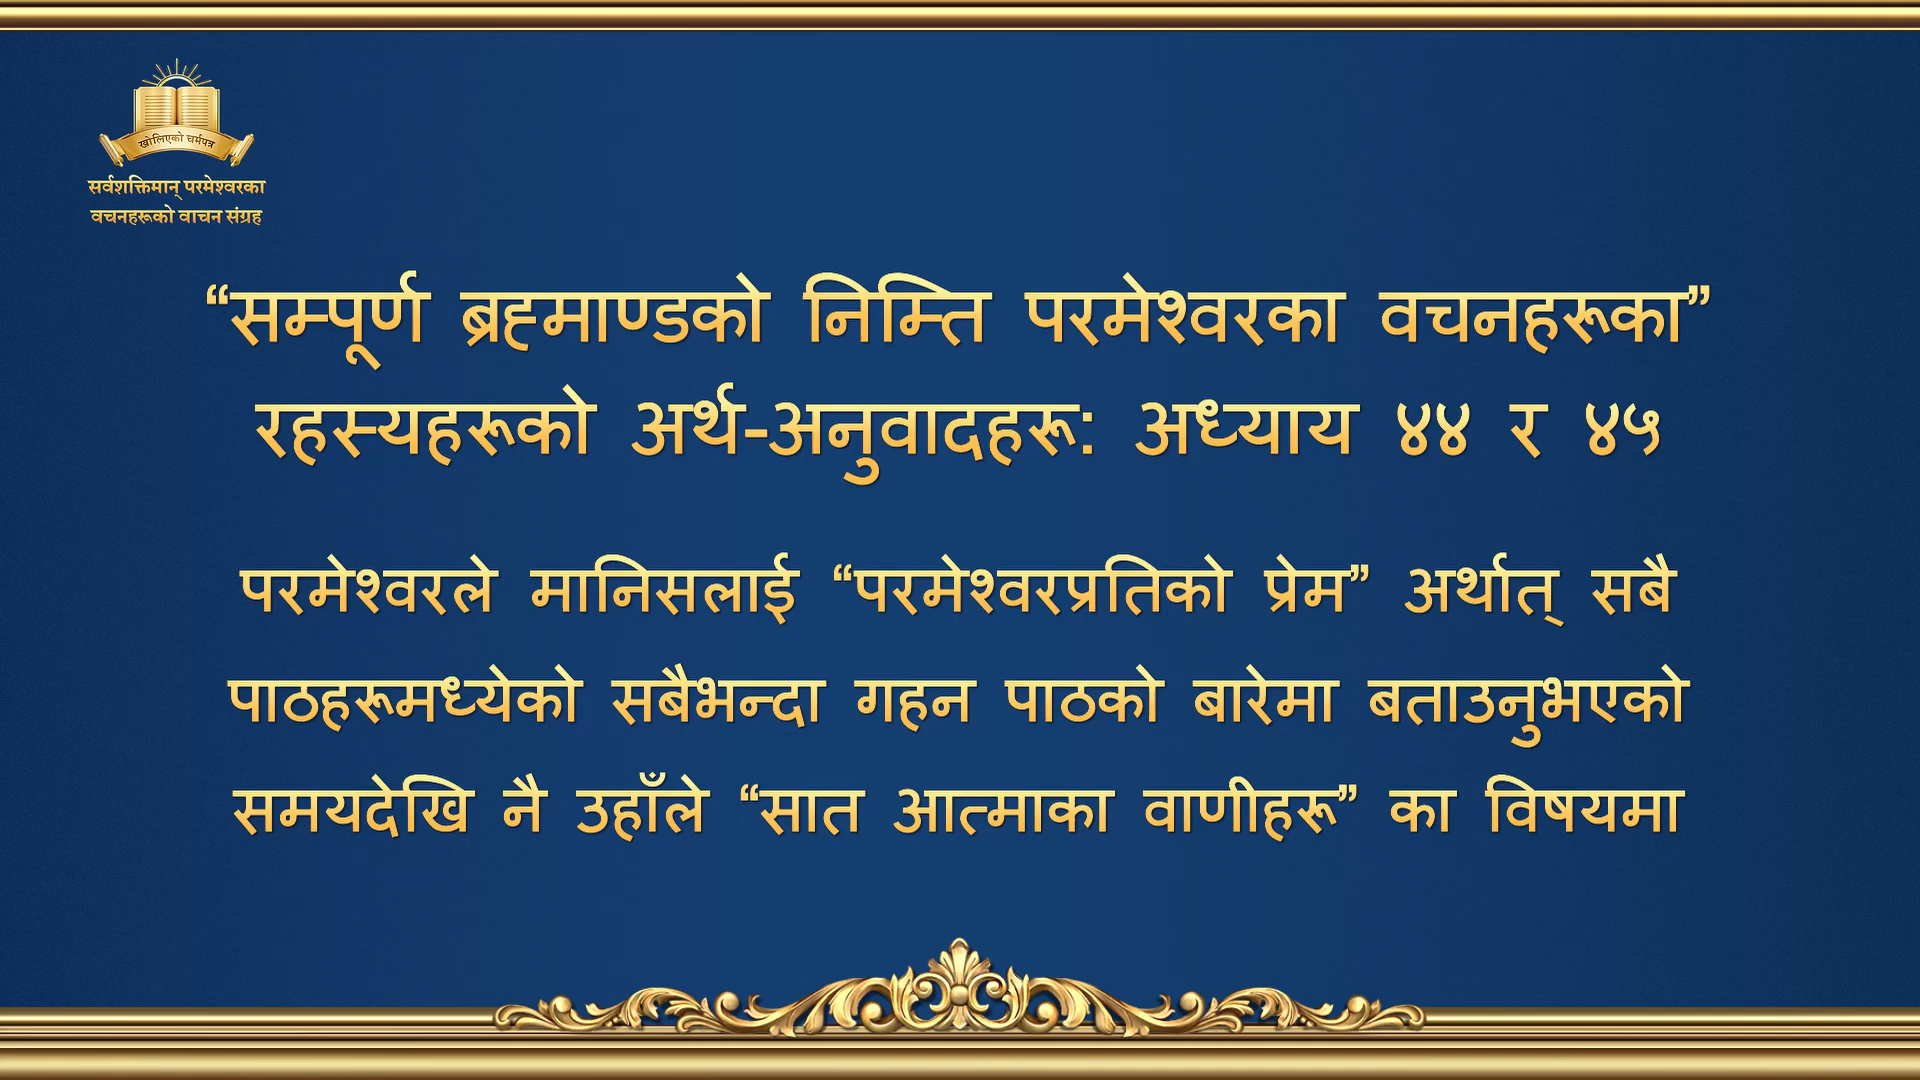 खोलिएको चर्मपत्र
सर्वशक्तिमान् परमेश्वरका
वचनहरूको वाचन संग्रह
“सम्पूर्ण ब्रह्माण्डको निम्ति परमेश्वरका वचनहरूका”
रहस्यहरूको अर्थ-अनुवादहरू: अध्याय ४४ र ४५
परमेश्वरले मानिसलाई “परमेश्वरप्रतिको प्रेम” अर्थात् सबै
पाठहरूमध्येको सबैभन्दा गहन पाठको बारेमा बताउनुभएको
समयदेखि नै उहाँले “सात आत्माका वाणीहरू” का विषयमा